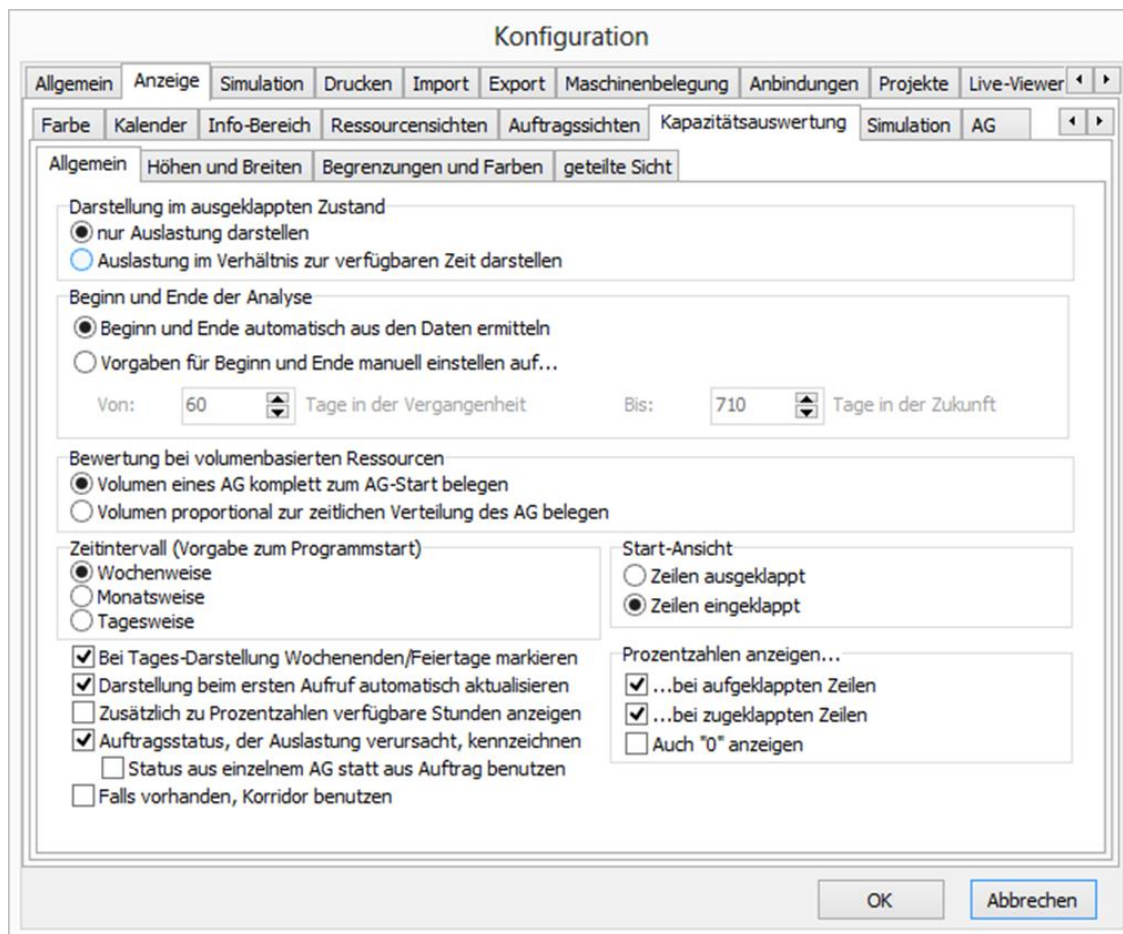 Konfiguration
Allgemein Anzeige Simulation Drucken Import Export Maschinenbelegung Anbindungen Projekte Live-Viewer
Farbe Kalender Info-Bereich Ressourcensichten Auftragssichten Kapazitätsauswertung Simulation AG
Allgemein Höhen und Breiten Begrenzungen und Farben geteilte Sicht
Darstellung im ausgeklappten Zustand
nur Auslastung darstellen
Auslastung im Verhältnis zur verfügbaren Zeit darstellen
Beginn und Ende der Analyse
Beginn und Ende automatisch aus den Daten ermitteln
Vorgaben für Beginn und Ende manuell einstellen auf...
Von: 60 Tage in der Vergangenheit Bis: 710 Tage in der Zukunft
Bewertung bei volumenbasierten Ressourcen
Volumen eines AG komplett zum AG-Start belegen
Volumen proportional zur zeitlichen Verteilung des AG belegen
Zeitintervall (Vorgabe zum Programmstart)
Wochenweise
Monatsweise
Tagesweise
Start-Ansicht
Zeilen ausgeklappt
Zeilen eingeklappt
Bei Tages-Darstellung Wochenenden/Feiertage markieren
Darstellung beim ersten Aufruf automatisch aktualisieren
Zusätzlich zu Prozentzahlen verfügbare Stunden anzeigen
Auftragsstatus, der Auslastung verursacht, kennzeichnen
Status aus einzelnem AG statt aus Auftrag benutzen
Falls vorhanden, Korridor benutzen
Prozentzahlen anzeigen...
...bei aufgeklappten Zeilen
...bei zugeklappten Zeilen
Auch "0" anzeigen
OK Abbrechen